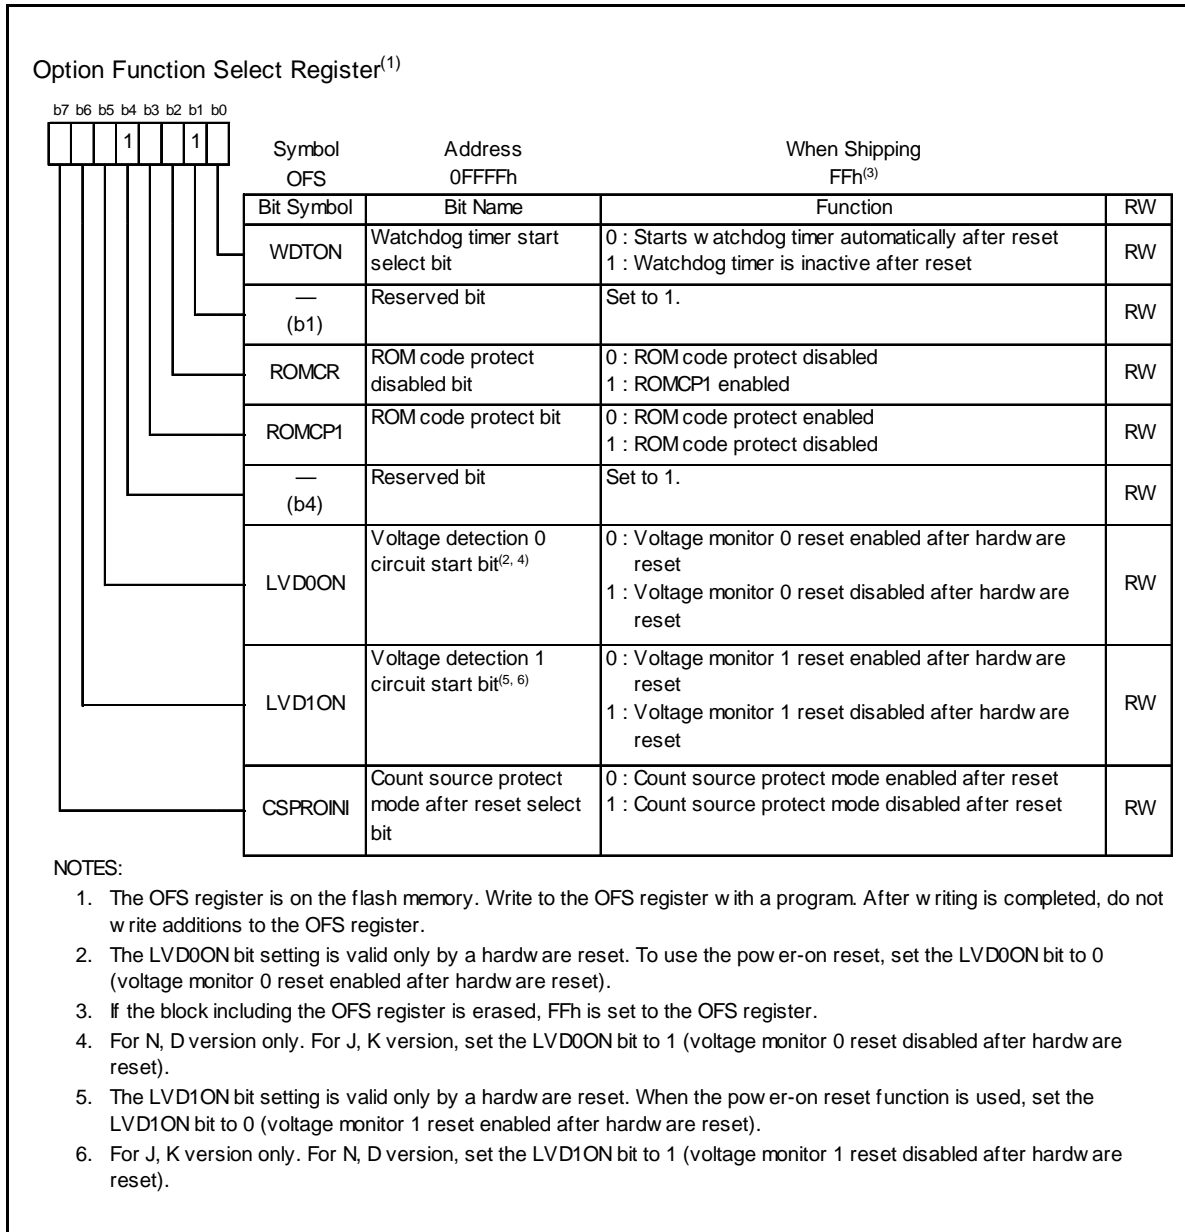 Option Function Select Register(1)
b7 b6 b5 b4 b3 b2 b1 b0
1 1
Symbol Address When Shipping
OFS 0FFFFh FFh(3)
Bit Symbol Bit Name Function RW
WDTON Watchdog timer start select bit 0 : Starts watchdog timer automatically after reset RW
1 : Watchdog timer is inactive after reset
— (b1) Reserved bit Set to 1. RW
ROMCR ROM code protect disabled bit 0 : ROM code protect disabled RW
1 : ROMCP1 enabled
ROMCP1 ROM code protect bit 0 : ROM code protect enabled RW
1 : ROM code protect disabled
— (b4) Reserved bit Set to 1. RW
LVD0ON Voltage detection 0 circuit start bit(2, 4) 0 : Voltage monitor 0 reset enabled after hardware reset RW
1 : Voltage monitor 0 reset disabled after hardware reset
LVD1ON Voltage detection 1 circuit start bit(5, 6) 0 : Voltage monitor 1 reset enabled after hardware reset RW
1 : Voltage monitor 1 reset disabled after hardware reset
CSPROINI Count source protect mode after reset select bit 0 : Count source protect mode enabled after reset RW
1 : Count source protect mode disabled after reset
NOTES:
1. The OFS register is on the flash memory. Write to the OFS register with a program. After writing is completed, do not
write additions to the OFS register.
2. The LVD0ON bit setting is valid only by a hardware reset. To use the power-on reset, set the LVD0ON bit to 0
(voltage monitor 0 reset enabled after hardware reset).
3. If the block including the OFS register is erased, FFh is set to the OFS register.
4. For N, D version only. For J, K version, set the LVD0ON bit to 1 (voltage monitor 0 reset disabled after hardware
reset).
5. The LVD1ON bit setting is valid only by a hardware reset. When the power-on reset function is used, set the
LVD1ON bit to 0 (voltage monitor 1 reset enabled after hardware reset).
6. For J, K version only. For N, D version, set the LVD1ON bit to 1 (voltage monitor 1 reset disabled after hardware
reset).